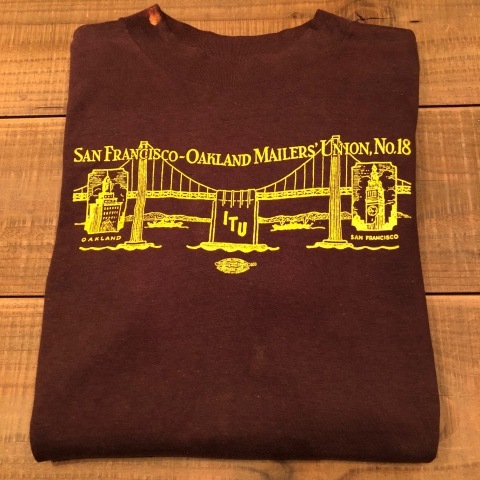 SAN FRANCISCO-OAKLAND MAILERS' UNION, NO.18
ITU
OAKLAND
SAN FRANCISCO